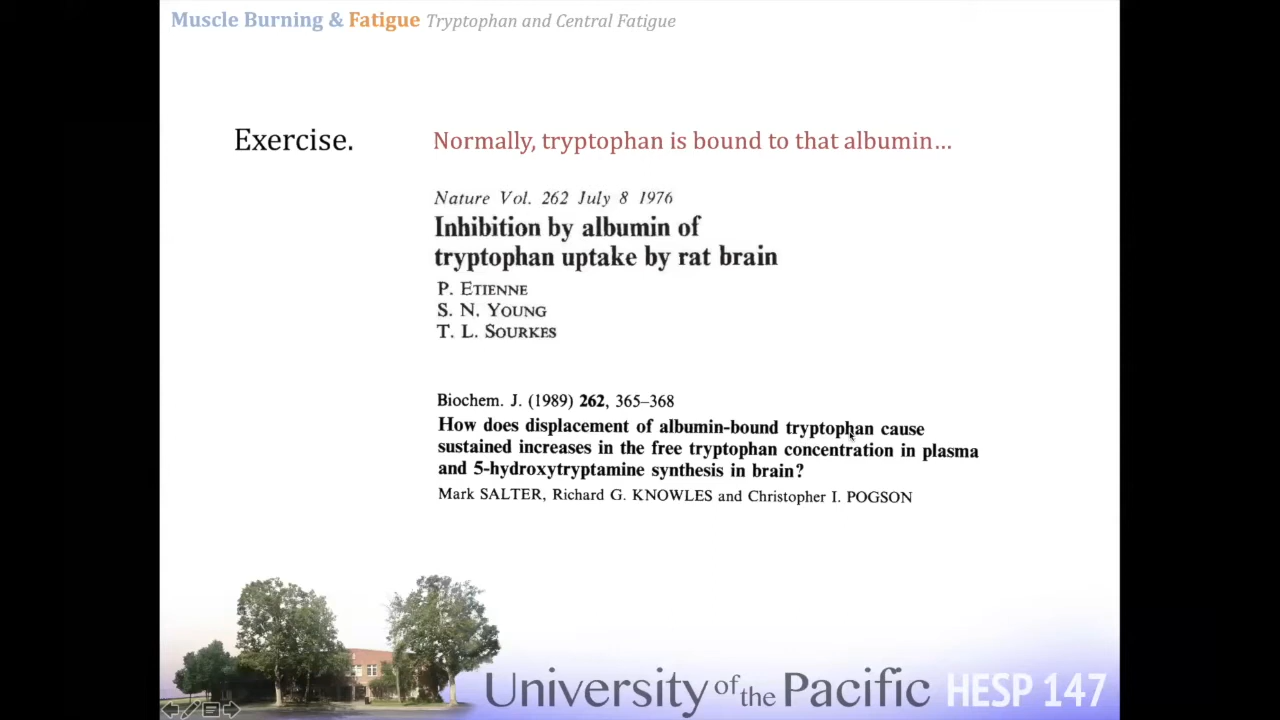 Muscle Burning & Fatigue Tryptophan and Central Fatigue
Exercise. Normally, tryptophan is bound to that albumin…
Nature Vol. 262 July 8 1976
Inhibition by albumin of
tryptophan uptake by rat brain
P. ETIENNE
S. N. YOUNG
T. L. SOURKES
Biochem. J. (1989) 262, 365–368
How does displacement of albumin-bound tryptophan cause
sustained increases in the free tryptophan concentration in plasma
and 5-hydroxytryptamine synthesis in brain?
Mark SALTER, Richard G. KNOWLES and Christopher I. POGSON
University of the Pacific HESP 147